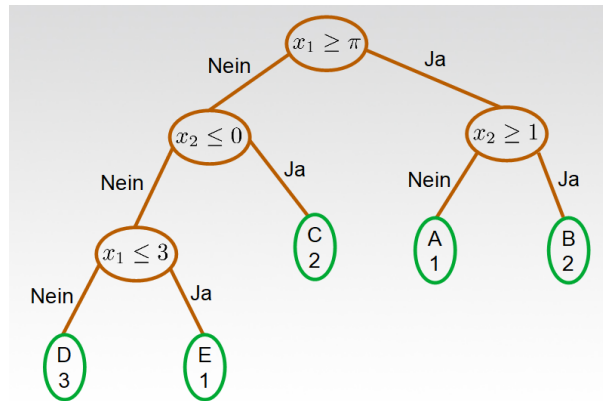 x₁ ≥ π
Nein
Ja
x₂ ≤ 0
x₂ ≥ 1
Nein
Ja
Nein
Ja
C
2
A
1
B
2
x₁ ≤ 3
Nein
Ja
D
3
E
1